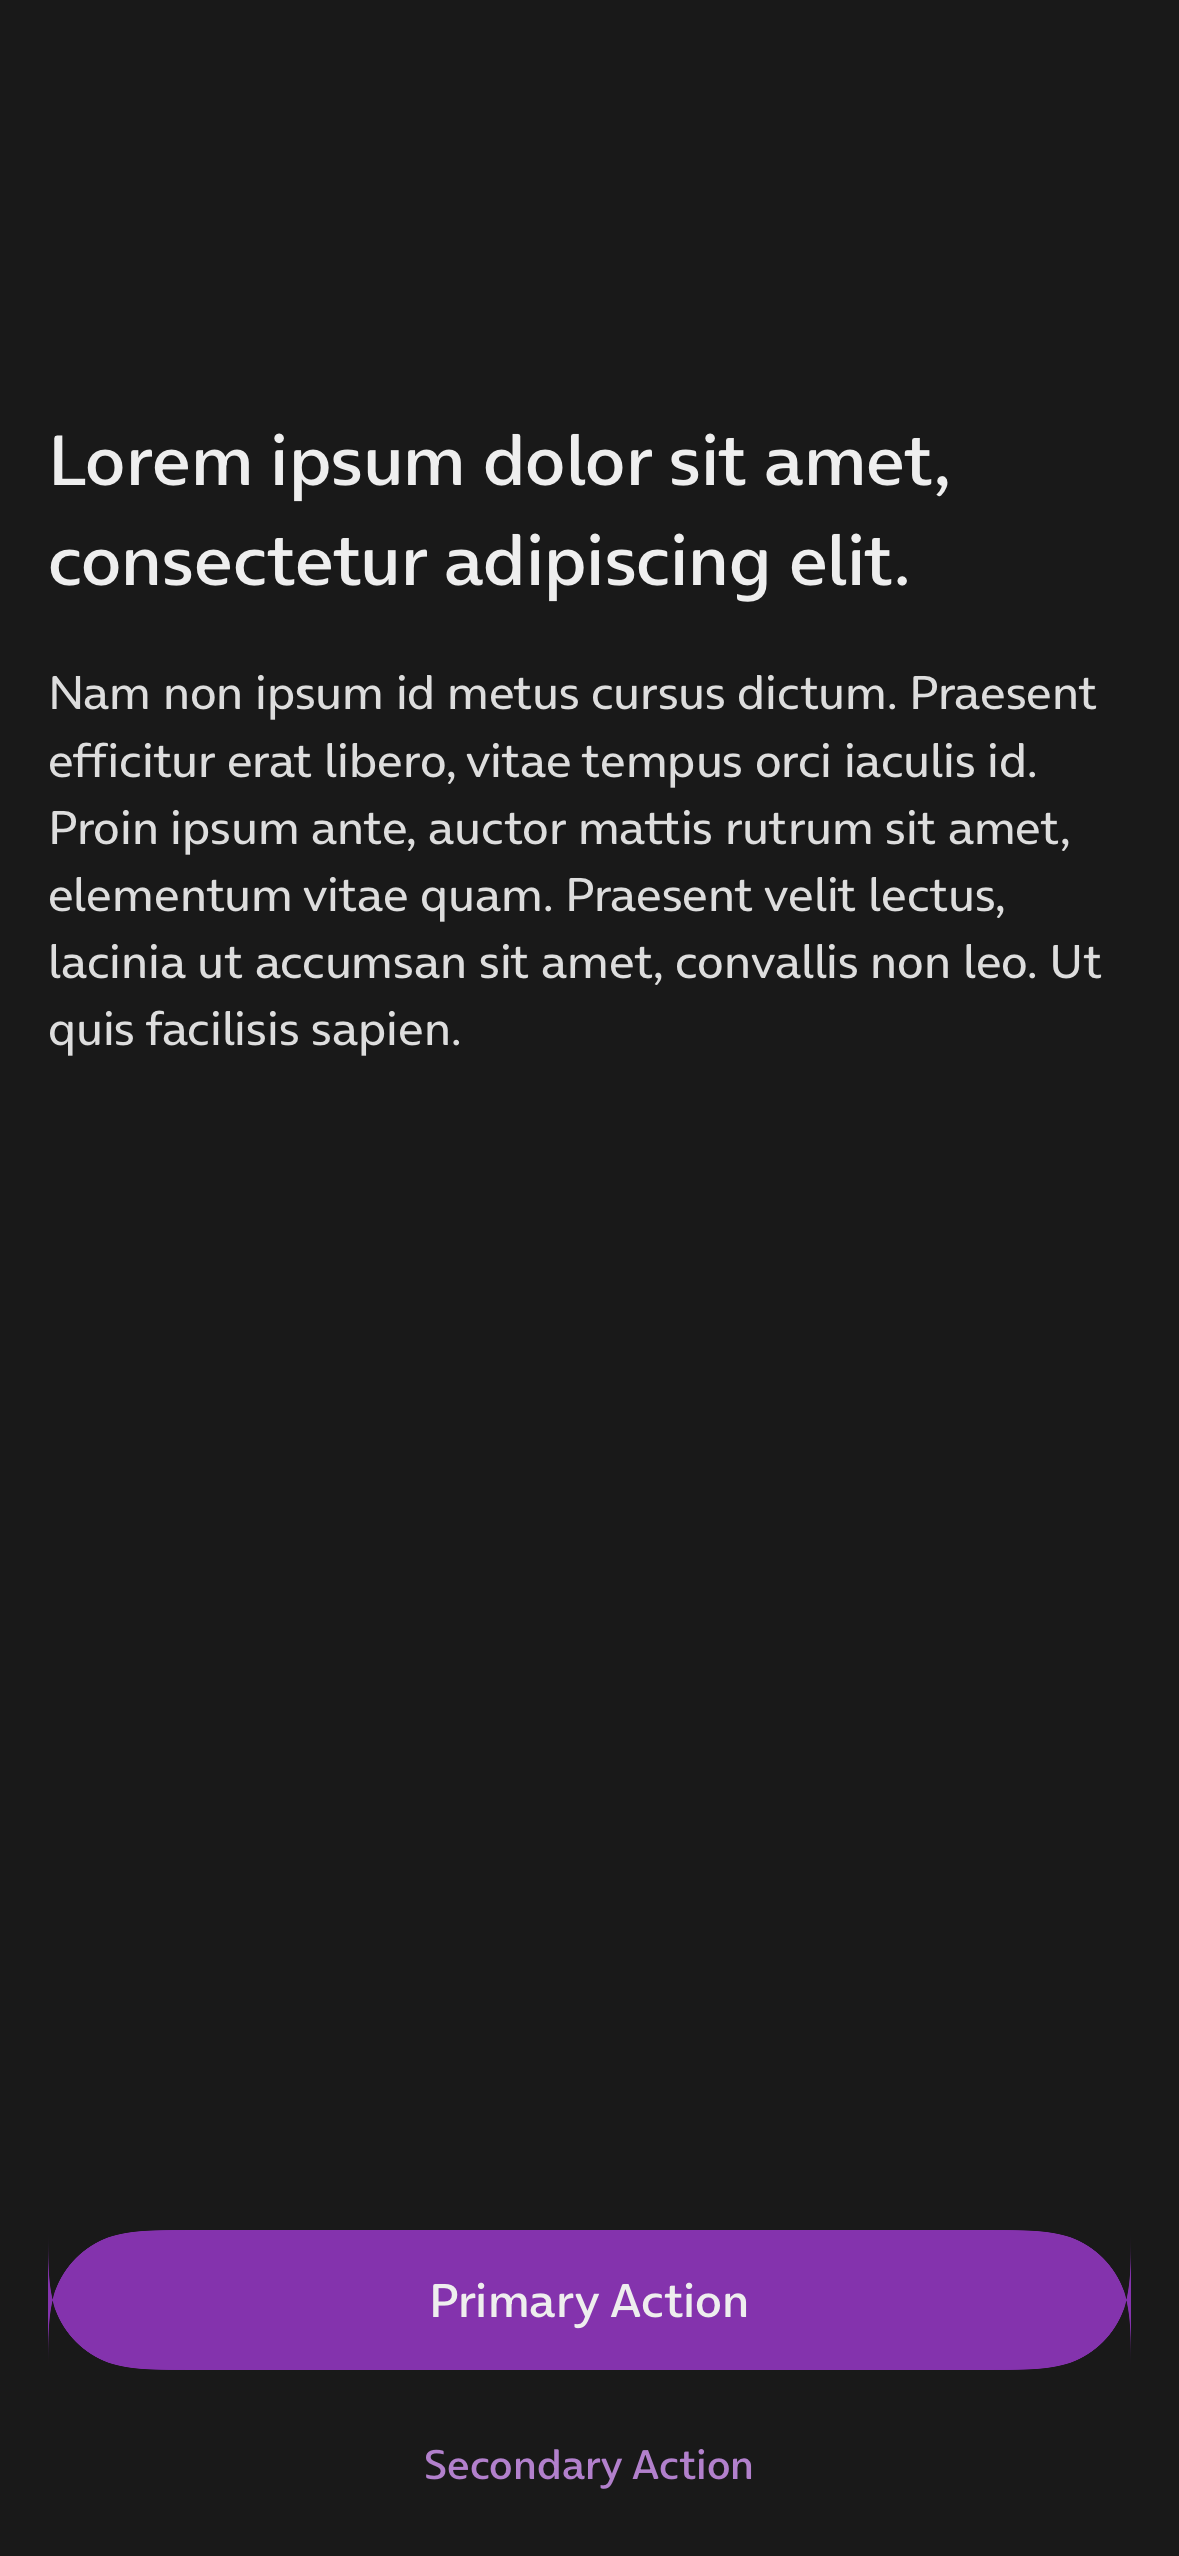 Lorem ipsum dolor sit amet,
consectetur adipiscing elit.
Nam non ipsum id metus cursus dictum. Praesent
efficitur erat libero, vitae tempus orci iaculis id.
Proin ipsum ante, auctor mattis rutrum sit amet,
elementum vitae quam. Praesent velit lectus,
lacinia ut accumsan sit amet, convallis non leo. Ut
quis facilisis sapien.
Primary Action
Secondary Action